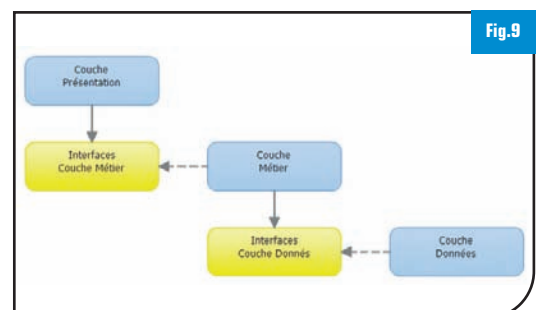 Fig.9
Couche
Présentation
Interfaces
Couche Métier
Couche
Métier
Interfaces
Couche Donnés
Couche
Données